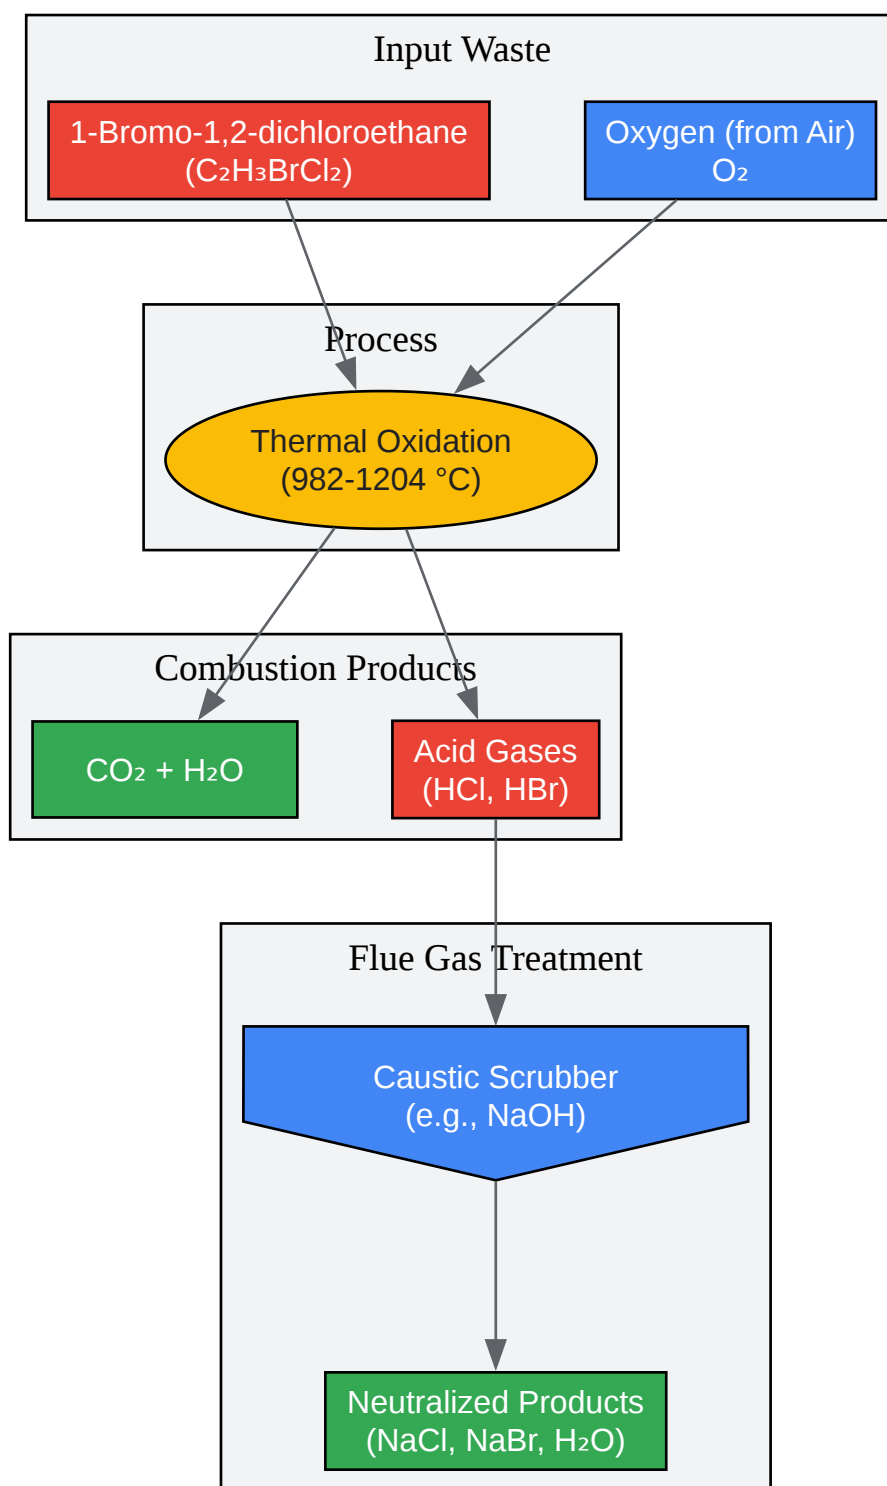 Input Waste
1-Bromo-1,2-dichloroethane
(C₂H₃BrCl₂)
Oxygen (from Air)
O₂
Process
Thermal Oxidation
(982-1204 °C)
Combustion Products
CO₂ + H₂O
Acid Gases
(HCl, HBr)
Flue Gas Treatment
Caustic Scrubber
(e.g., NaOH)
Neutralized Products
(NaCl, NaBr, H₂O)